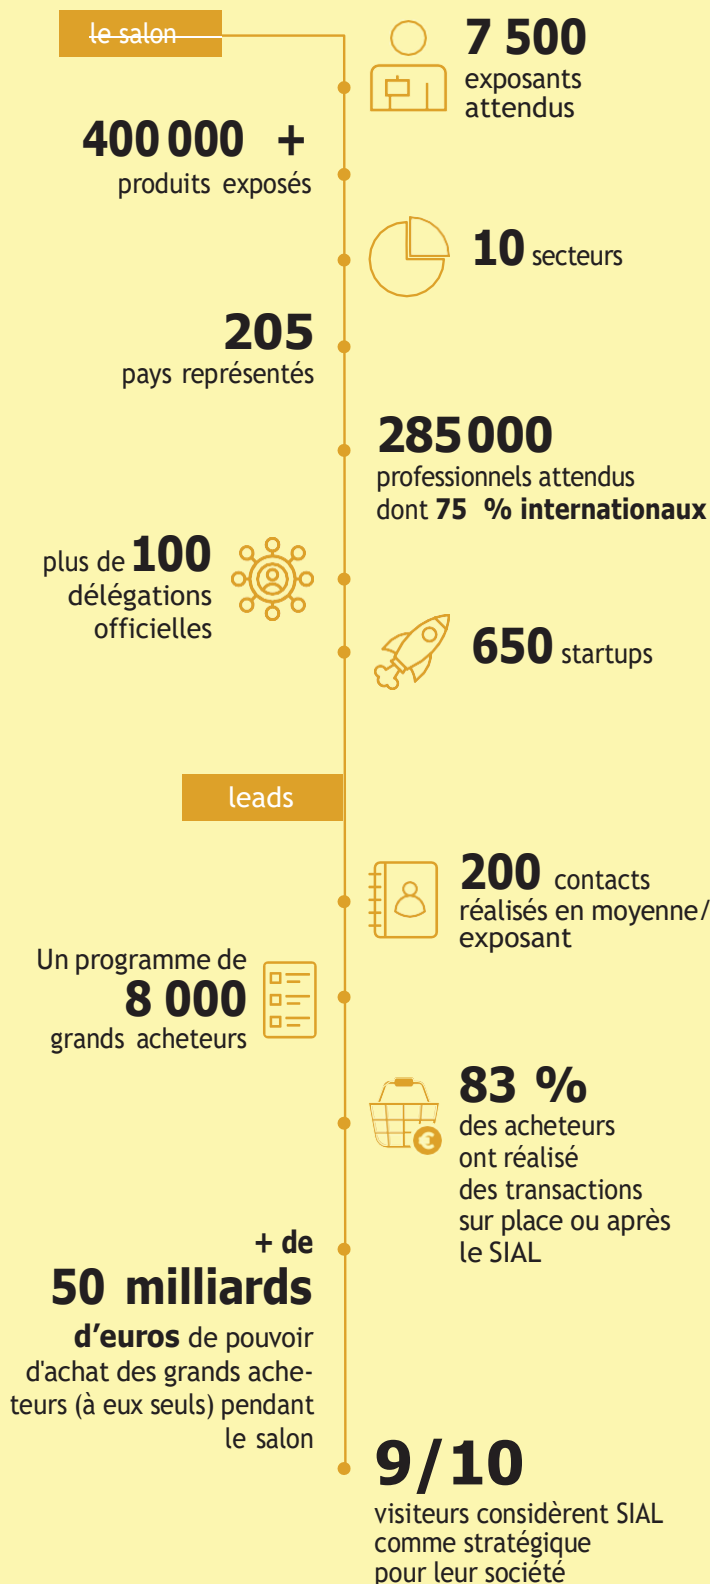 le salon
7 500
exposants
attendus
400 000 +
produits exposés
10 secteurs
205
pays représentés
285 000
professionnels attendus
dont 75 % internationaux
plus de 100
délégations
officielles
650 startups
leads
200 contacts
réalisés en moyenne/
exposant
Un programme de
8 000
grands acheteurs
83 %
des acheteurs
ont réalisé
des transactions
sur place ou après
le SIAL
+ de
50 milliards
d’euros de pouvoir
d'achat des grands ache-
teurs (à eux seuls) pendant
le salon
9/10
visiteurs considèrent SIAL
comme stratégique
pour leur société